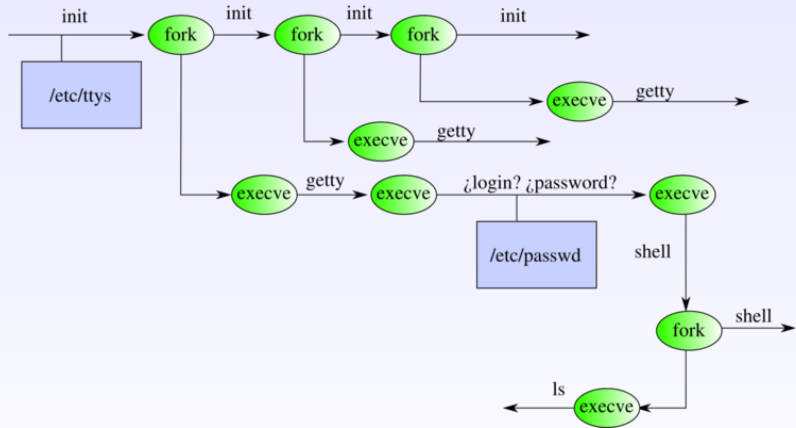 init
init
init
init
fork
fork
fork
/etc/ttys
execve
getty
execve
getty
execve
getty
execve
¿login? ¿password?
execve
/etc/passwd
shell
fork
shell
ls
execve